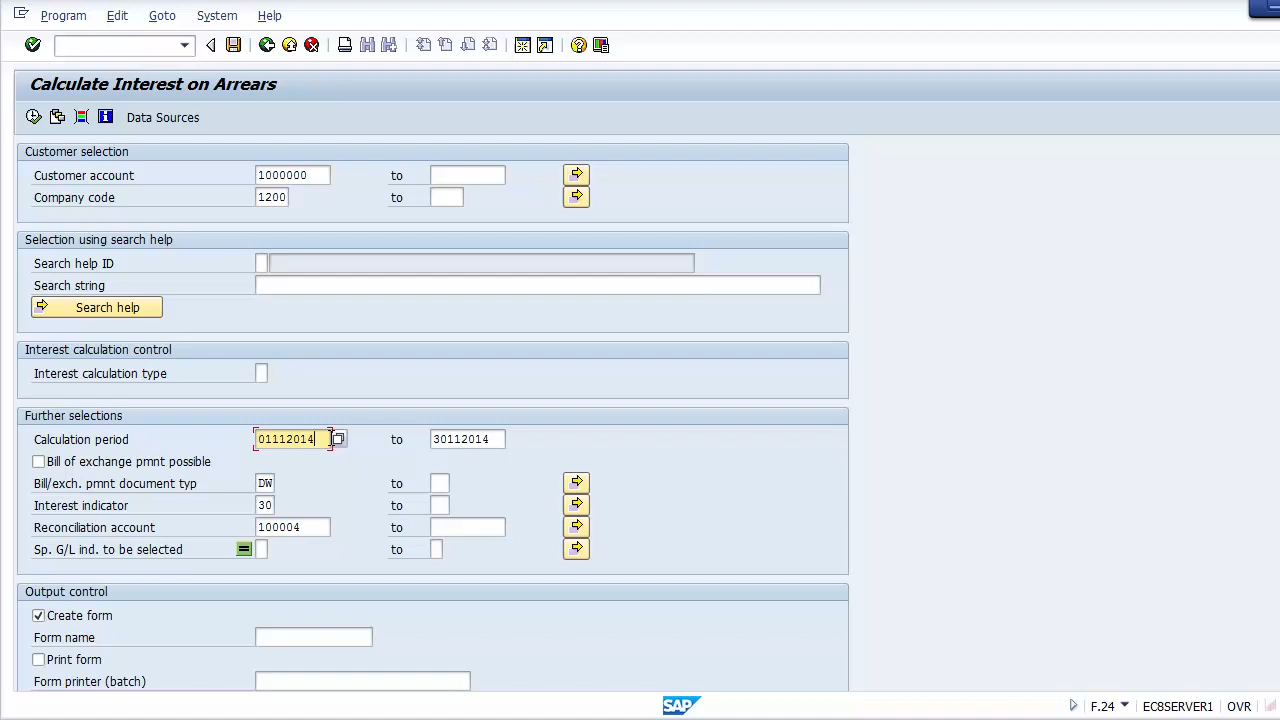 Program Edit Goto System Help
Calculate Interest on Arrears
Data Sources
Customer selection
Customer account 1000000 to
Company code 1200 to
Selection using search help
Search help ID
Search string
Search help
Interest calculation control
Interest calculation type
Further selections
Calculation period 01112014 to 30112014
Bill of exchange pmnt possible
Bill/exch. pmnt document typ DW to
Interest indicator 30 to
Reconciliation account 100004 to
Sp. G/L ind. to be selected to
Output control
Create form
Form name
Print form
Form printer (batch)
SAP F.24 EC8SERVER1 OVR